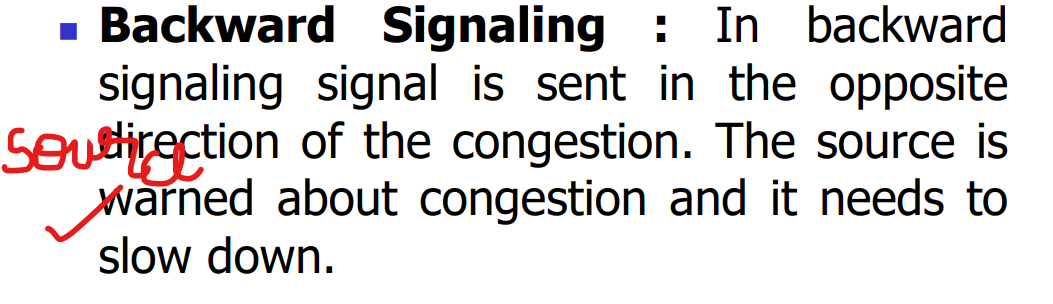 ■ Backward Signaling : In backward
signaling signal is sent in the opposite
direction of the congestion. The source is
source
warned about congestion and it needs to
slow down.